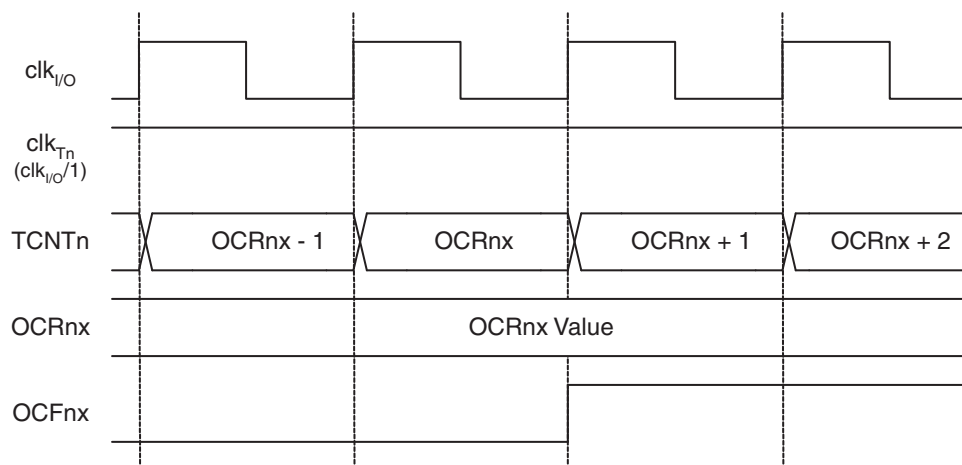 clkI/O
clkTn
(clkI/O/1)
TCNTn OCRnx - 1 OCRnx OCRnx + 1 OCRnx + 2
OCRnx OCRnx Value
OCFnx